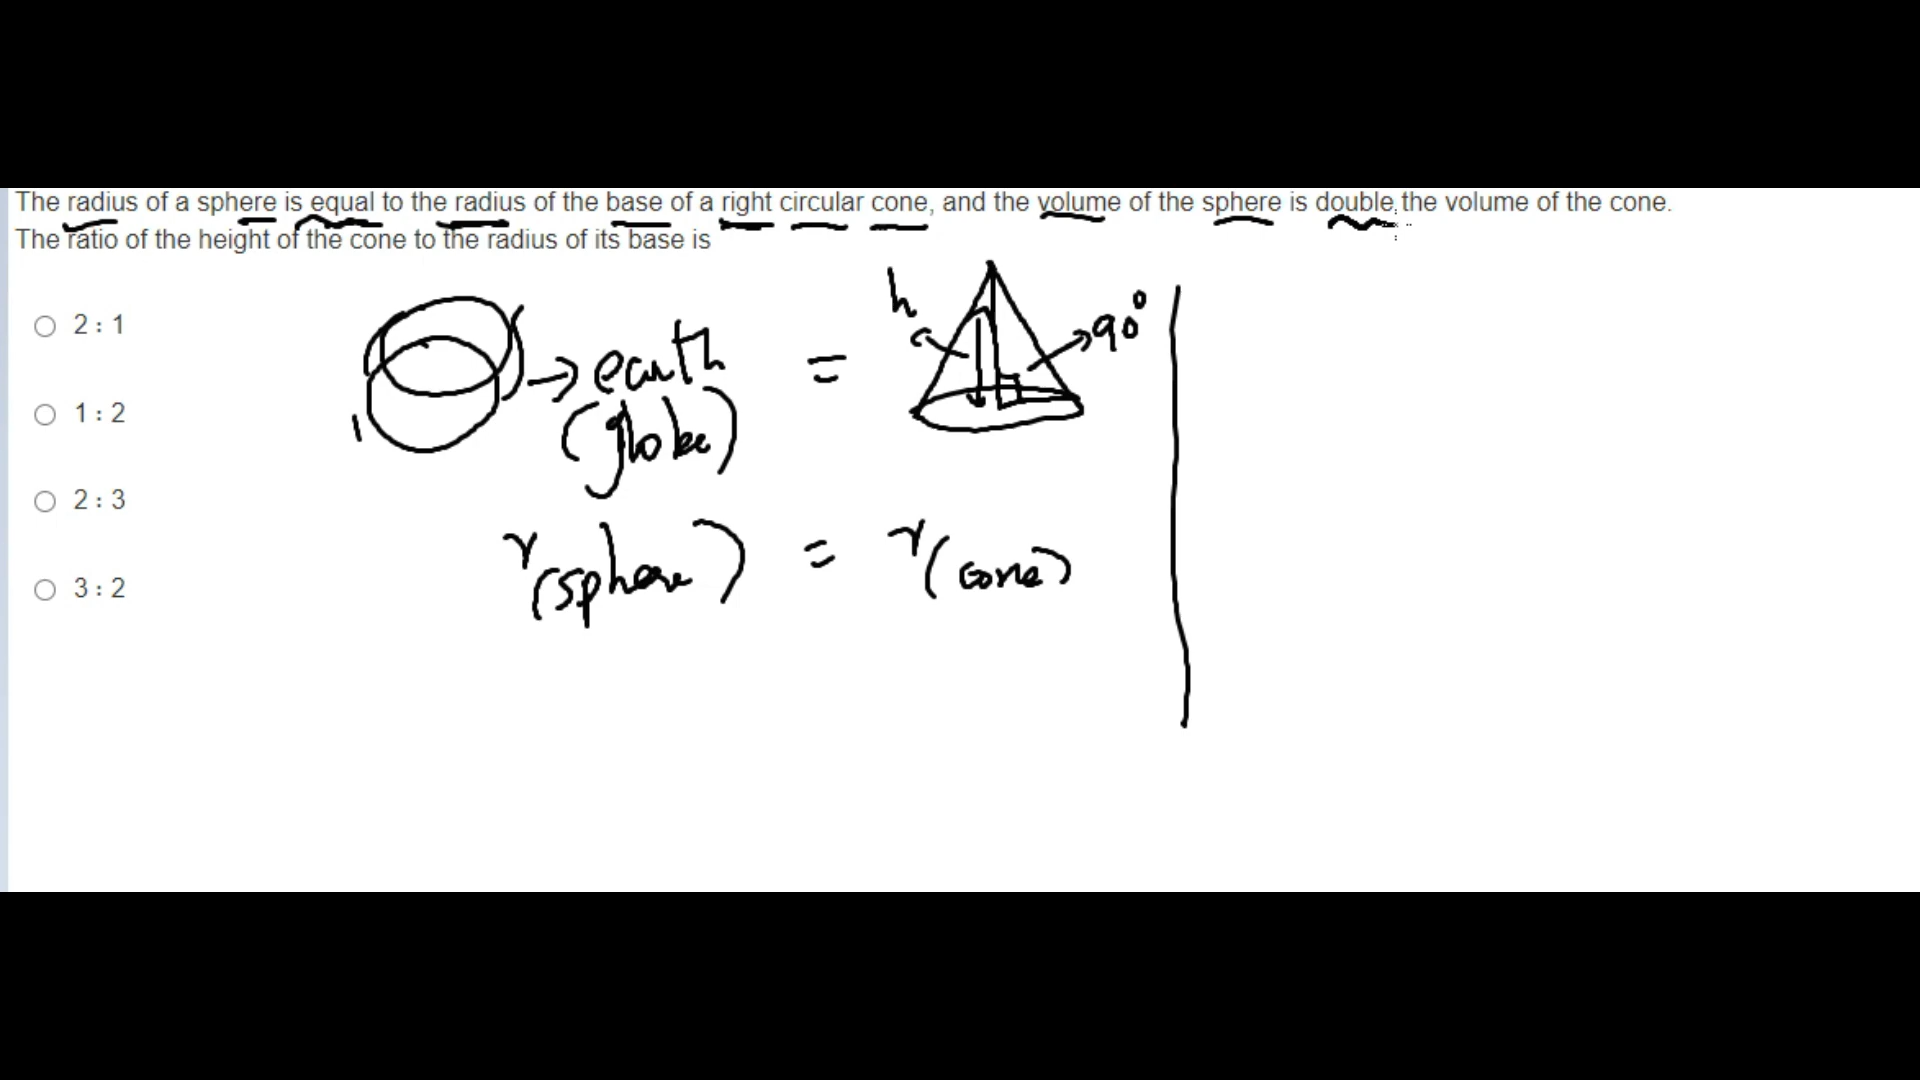 The radius of a sphere is equal to the radius of the base of a right circular cone, and the volume of the sphere is double the volume of the cone.
The ratio of the height of the cone to the radius of its base is
2 : 1
1 : 2
2 : 3
3 : 2
→ earth
(globe)
=
h
90°
r(sphere) = r(cone)